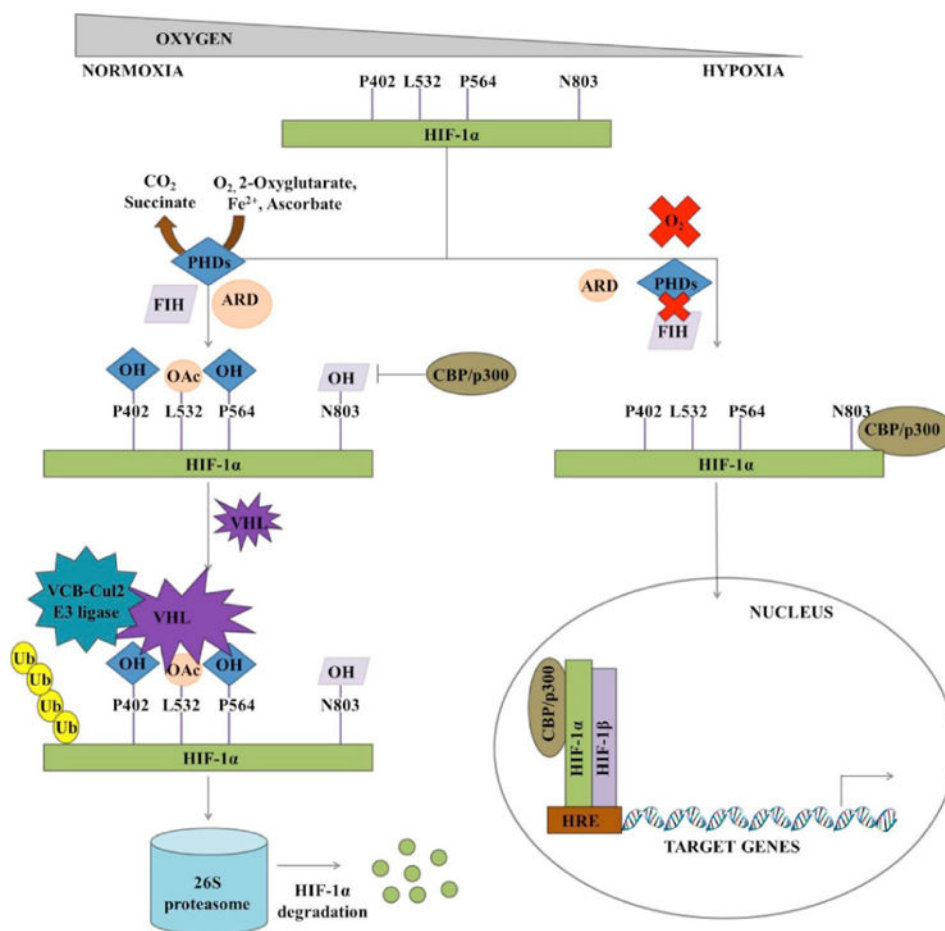 OXYGEN
NORMOXIA
HYPOXIA
P402 L532 P564 N803
HIF-1α
CO2
Succinate
O2, 2-Oxyglutarate,
Fe2+, Ascorbate
PHDs
FIH
ARD
O2
ARD
PHDs
FIH
OH OAc OH OH
CBP/p300
P402 L532 P564 N803
HIF-1α
P402 L532 P564 N803
CBP/p300
HIF-1α
VHL
VCB-Cul2
E3 ligase
VHL
Ub
Ub
Ub
Ub
OH OAc OH OH
P402 L532 P564 N803
HIF-1α
26S
proteasome
HIF-1α
degradation
NUCLEUS
CBP/p300
HIF-1α
HIF-1β
HRE
TARGET GENES